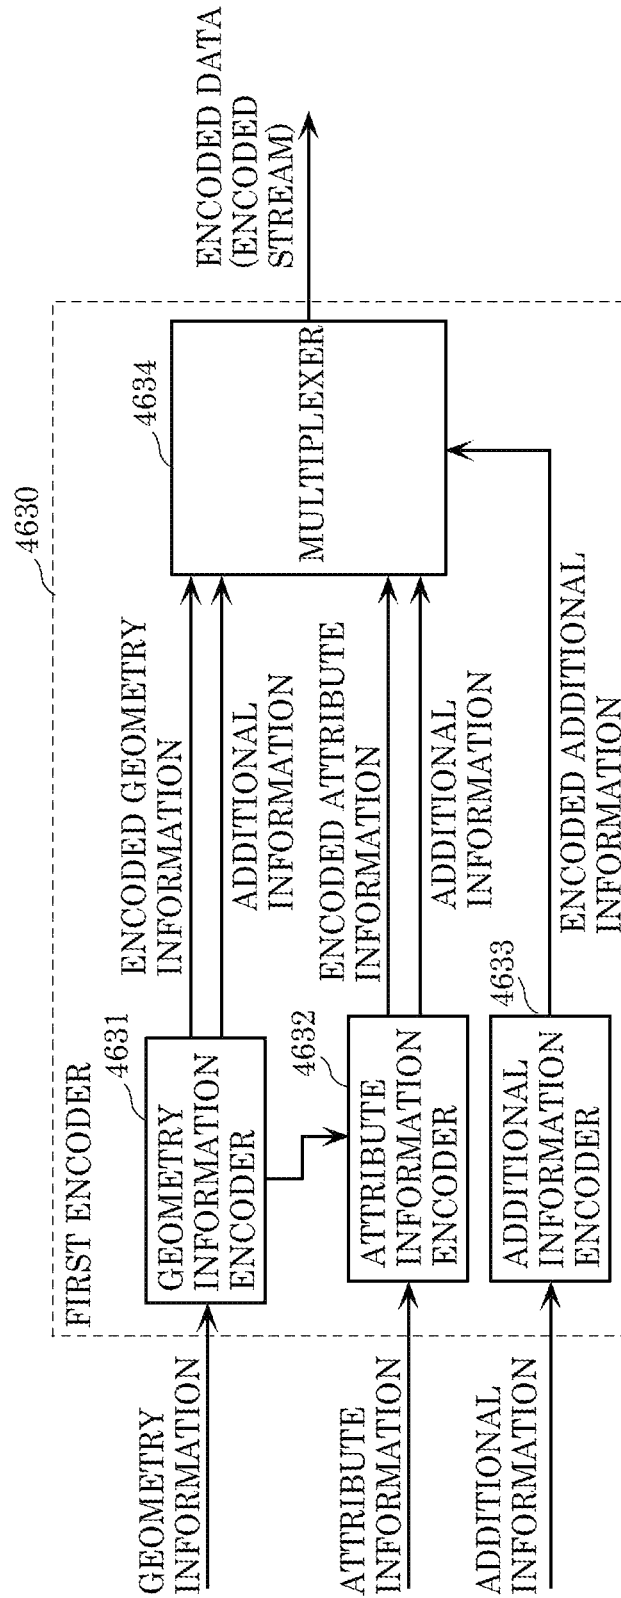 FIRST ENCODER
4630
GEOMETRY
INFORMATION
4631
GEOMETRY
INFORMATION
ENCODER
ENCODED GEOMETRY
INFORMATION
ADDITIONAL
INFORMATION
ATTRIBUTE
INFORMATION
4632
ATTRIBUTE
INFORMATION
ENCODER
ENCODED ATTRIBUTE
INFORMATION
ADDITIONAL
INFORMATION
ADDITIONAL
INFORMATION
4633
ADDITIONAL
INFORMATION
ENCODER
ENCODED ADDITIONAL
INFORMATION
4634
MULTIPLEXER
ENCODED DATA
(ENCODED
STREAM)